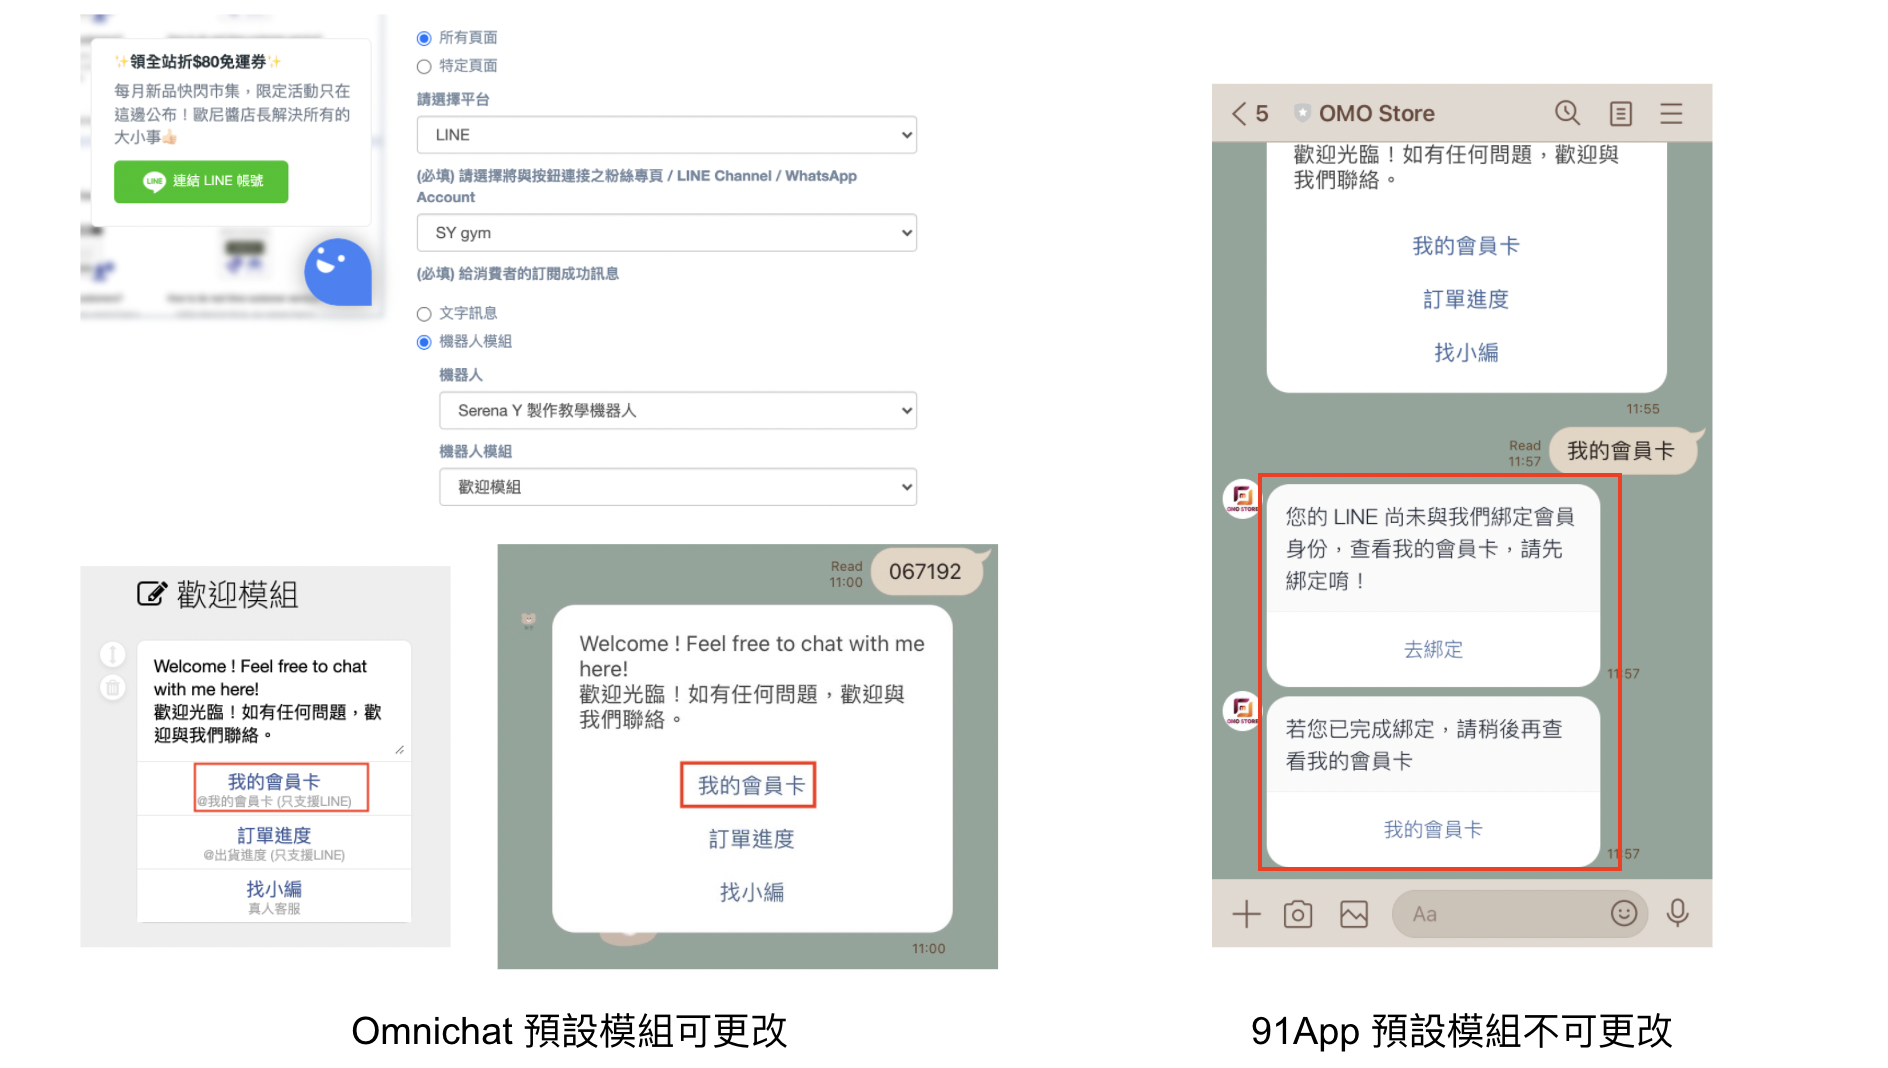 ✨領全站折$80免運券✨
每月新品快閃市集，限定活動只在
這邊公布！歐尼醬店長解決所有的
大小事👍🏻
LINE 連結 LINE 帳號
所有頁面
特定頁面
請選擇平台
LINE
(必填) 請選擇將與按鈕連接之粉絲專頁 / LINE Channel / WhatsApp
Account
SY gym
(必填) 給消費者的訂閱成功訊息
文字訊息
機器人模組
機器人
Serena Y 製作教學機器人
機器人模組
歡迎模組
歡迎模組
Welcome ! Feel free to chat
with me here!
歡迎光臨！如有任何問題，歡
迎與我們聯絡。
我的會員卡
@我的會員卡 (只支援LINE)
訂單進度
@出貨進度 (只支援LINE)
找小編
真人客服
Read
11:00
067192
Welcome ! Feel free to chat with me
here!
歡迎光臨！如有任何問題，歡迎與
我們聯絡。
我的會員卡
訂單進度
找小編
11:00
Omnichat 預設模組可更改
5
OMO Store
歡迎光臨！如有任何問題，歡迎與
我們聯絡。
我的會員卡
訂單進度
找小編
11:55
Read
11:57
我的會員卡
OMO STORE
您的 LINE 尚未與我們綁定會員
身份，查看我的會員卡，請先
綁定唷！
去綁定
11:57
OMO STORE
若您已完成綁定，請稍後再查
看我的會員卡
我的會員卡
11:57
Aa
91App 預設模組不可更改